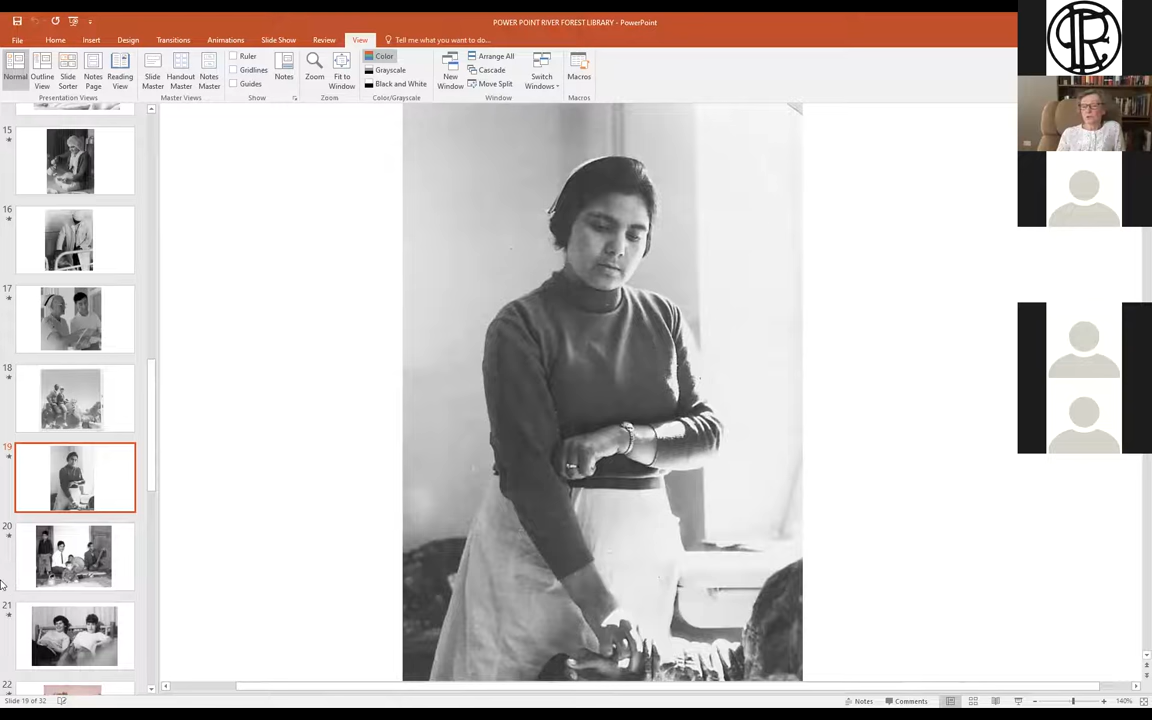 POWER POINT RIVER FOREST LIBRARY - PowerPoint
File Home Insert Design Transitions Animations Slide Show Review View Tell me what you want to do...
Normal
Outline View
Slide Sorter
Notes Page
Reading View
Presentation Views
Slide Master
Handout Master
Notes Master
Master Views
Ruler
Gridlines
Guides
Show
Notes
Zoom
Fit to Window
Zoom
Color
Grayscale
Black and White
Color/Grayscale
New Window
Arrange All
Cascade
Move Split
Switch Windows
Window
Macros
Macros
15
16
17
18
19
20
21
22
Slide 19 of 32
Notes
Comments
140%